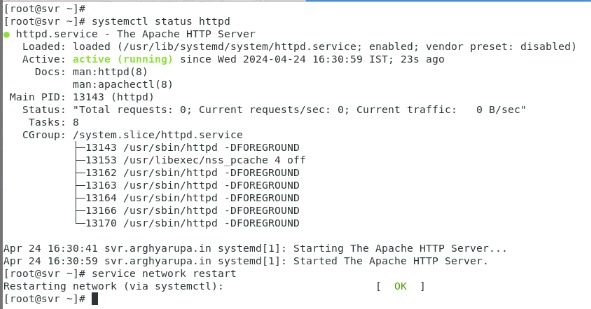 [root@svr ~]#
[root@svr ~]# systemctl status httpd
● httpd.service - The Apache HTTP Server
   Loaded: loaded (/usr/lib/systemd/system/httpd.service; enabled; vendor preset: disabled)
   Active: active (running) since Wed 2024-04-24 16:30:59 IST; 23s ago
     Docs: man:httpd(8)
           man:apachectl(8)
 Main PID: 13143 (httpd)
   Status: "Total requests: 0; Current requests/sec: 0; Current traffic:   0 B/sec"
    Tasks: 8
   CGroup: /system.slice/httpd.service
           ├─13143 /usr/sbin/httpd -DFOREGROUND
           ├─13153 /usr/libexec/nss_pcache 4 off
           ├─13162 /usr/sbin/httpd -DFOREGROUND
           ├─13163 /usr/sbin/httpd -DFOREGROUND
           ├─13164 /usr/sbin/httpd -DFOREGROUND
           ├─13166 /usr/sbin/httpd -DFOREGROUND
           └─13170 /usr/sbin/httpd -DFOREGROUND

Apr 24 16:30:41 svr.arghyarupa.in systemd[1]: Starting The Apache HTTP Server...
Apr 24 16:30:59 svr.arghyarupa.in systemd[1]: Started The Apache HTTP Server.
[root@svr ~]# service network restart
Restarting network (via systemctl):                        [  OK  ]
[root@svr ~]#